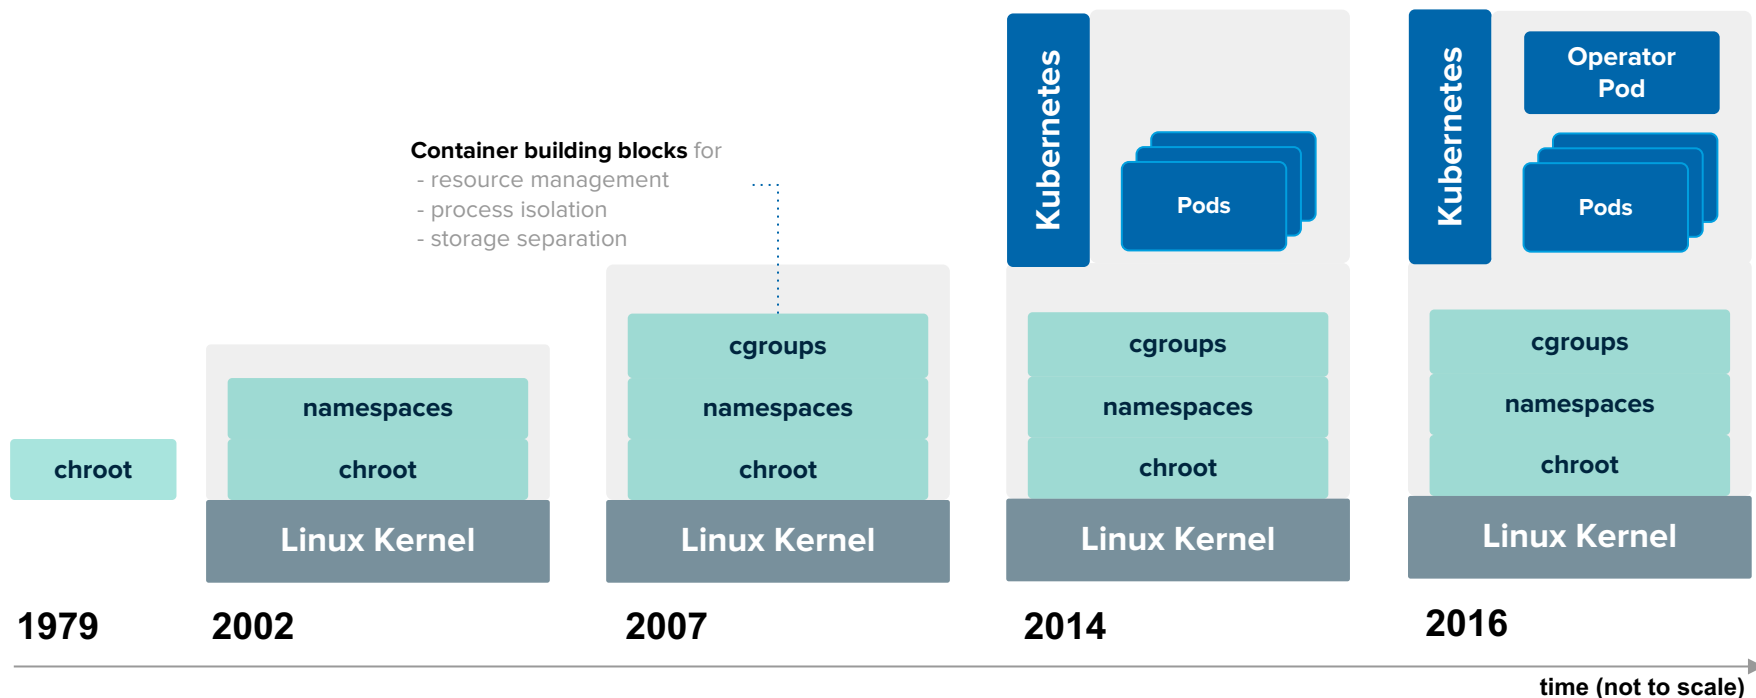 Container building blocks for
- resource management
- process isolation
- storage separation
chroot
1979
namespaces
chroot
Linux Kernel
2002
cgroups
namespaces
chroot
Linux Kernel
2007
Kubernetes
Pods
cgroups
namespaces
chroot
Linux Kernel
2014
Kubernetes
Operator
Pod
Pods
cgroups
namespaces
chroot
Linux Kernel
2016
time (not to scale)